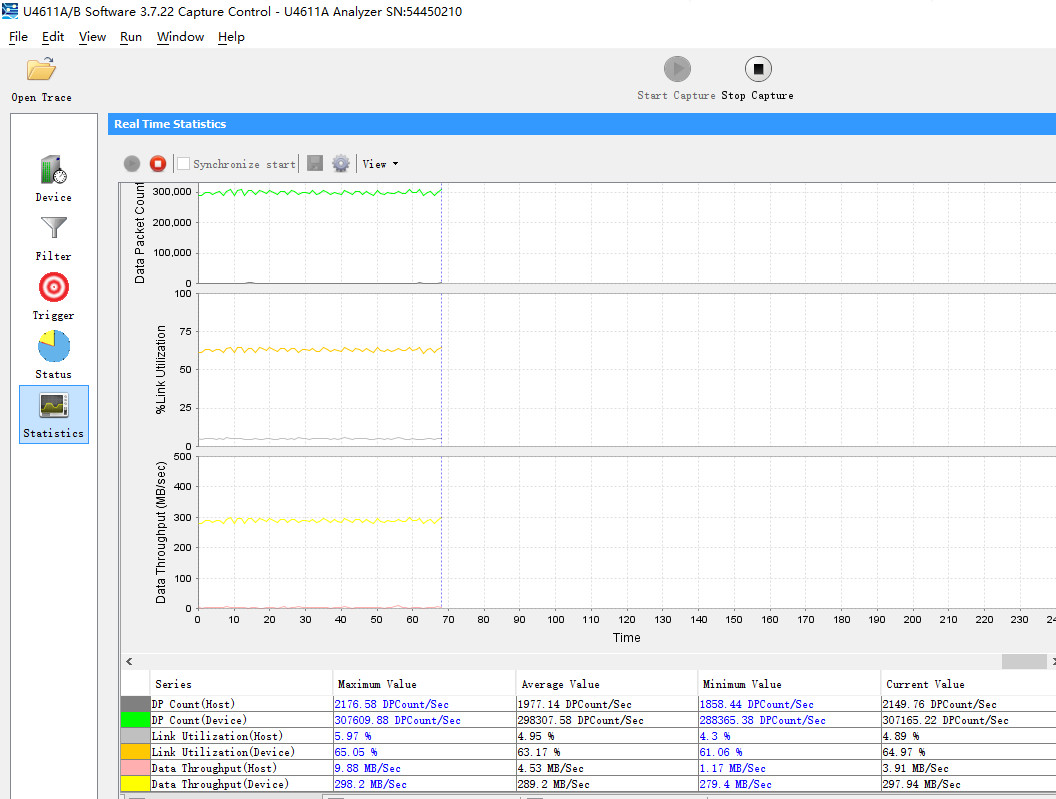 U4611A/B Software 3.7.22 Capture Control - U4611A Analyzer SN:54450210
File Edit View Run Window Help
Open Trace
Start Capture Stop Capture
Real Time Statistics
Synchronize start View
Device
Filter
Trigger
Status
Statistics
Data Packet Count
300,000
200,000
100,000
0
%Link Utilization
100
75
50
25
0
Data Throughput (MB/sec)
500
400
300
200
100
0
0 10 20 30 40 50 60 70 80 90 100 110 120 130 140 150 160 170 180 190 200 210 220 230
Time
Series Maximum Value Average Value Minimum Value Current Value
DP Count(Host) 2176.58 DPCount/Sec 1977.14 DPCount/Sec 1858.44 DPCount/Sec 2149.76 DPCount/Sec
DP Count(Device) 307609.88 DPCount/Sec 298307.58 DPCount/Sec 288365.38 DPCount/Sec 307165.22 DPCount/Sec
Link Utilization(Host) 5.97 % 4.95 % 4.3 % 4.89 %
Link Utilization(Device) 65.05 % 63.17 % 61.06 % 64.97 %
Data Throughput(Host) 9.88 MB/Sec 4.53 MB/Sec 1.17 MB/Sec 3.91 MB/Sec
Data Throughput(Device) 298.2 MB/Sec 289.2 MB/Sec 279.4 MB/Sec 297.94 MB/Sec